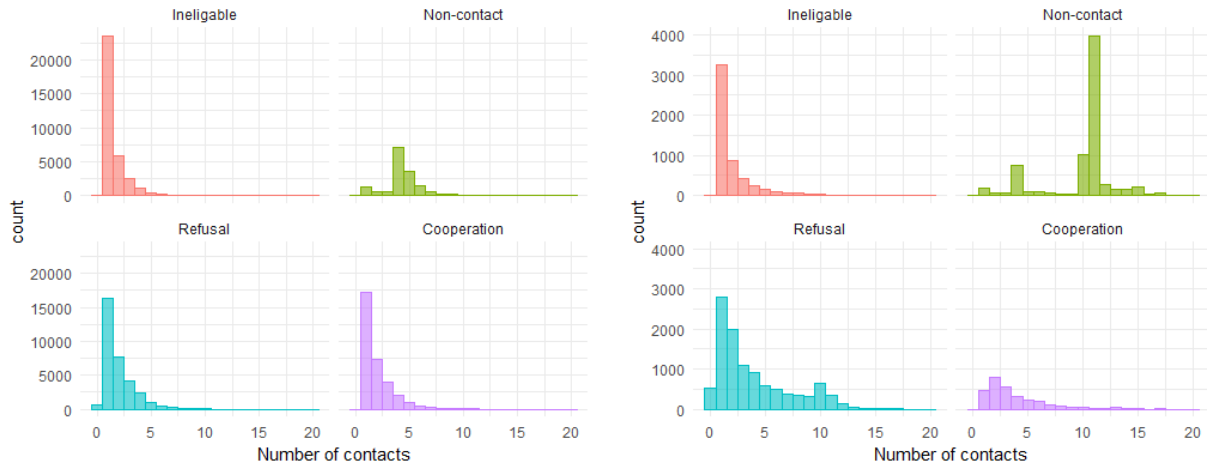 Ineligable Non-contact
20000
15000
10000
5000
0
count
Refusal Cooperation
20000
15000
10000
5000
0
0 5 10 15 20 0 5 10 15 20
Number of contacts
Ineligable Non-contact
4000
3000
2000
1000
0
count
Refusal Cooperation
4000
3000
2000
1000
0
0 5 10 15 20 0 5 10 15 20
Number of contacts